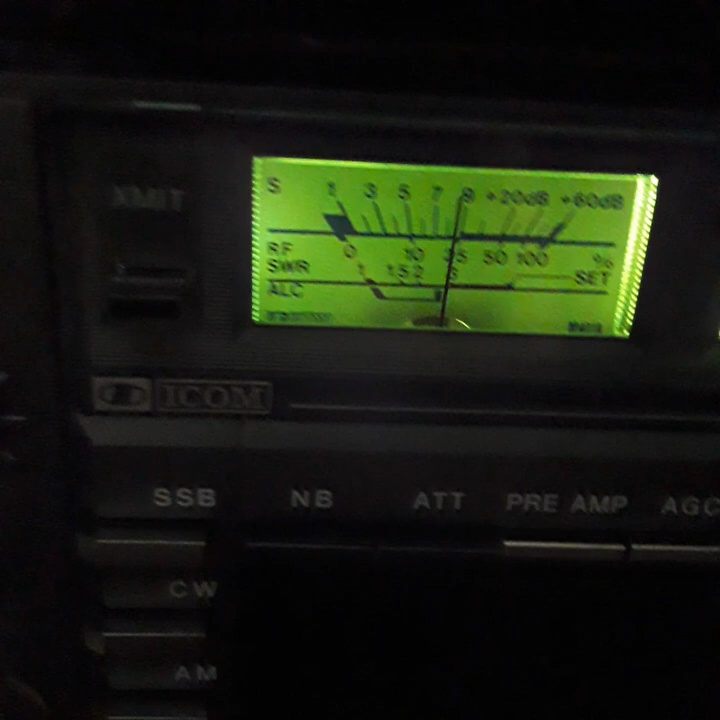 XMIT
S 1 3 5 7 9 +20dB +60dB
RF 0 10 25 50 100 %
SWR 1 1.5 2 3 SET
ALC
ICOM
SSB NB ATT PRE AMP AGC
CW
AM